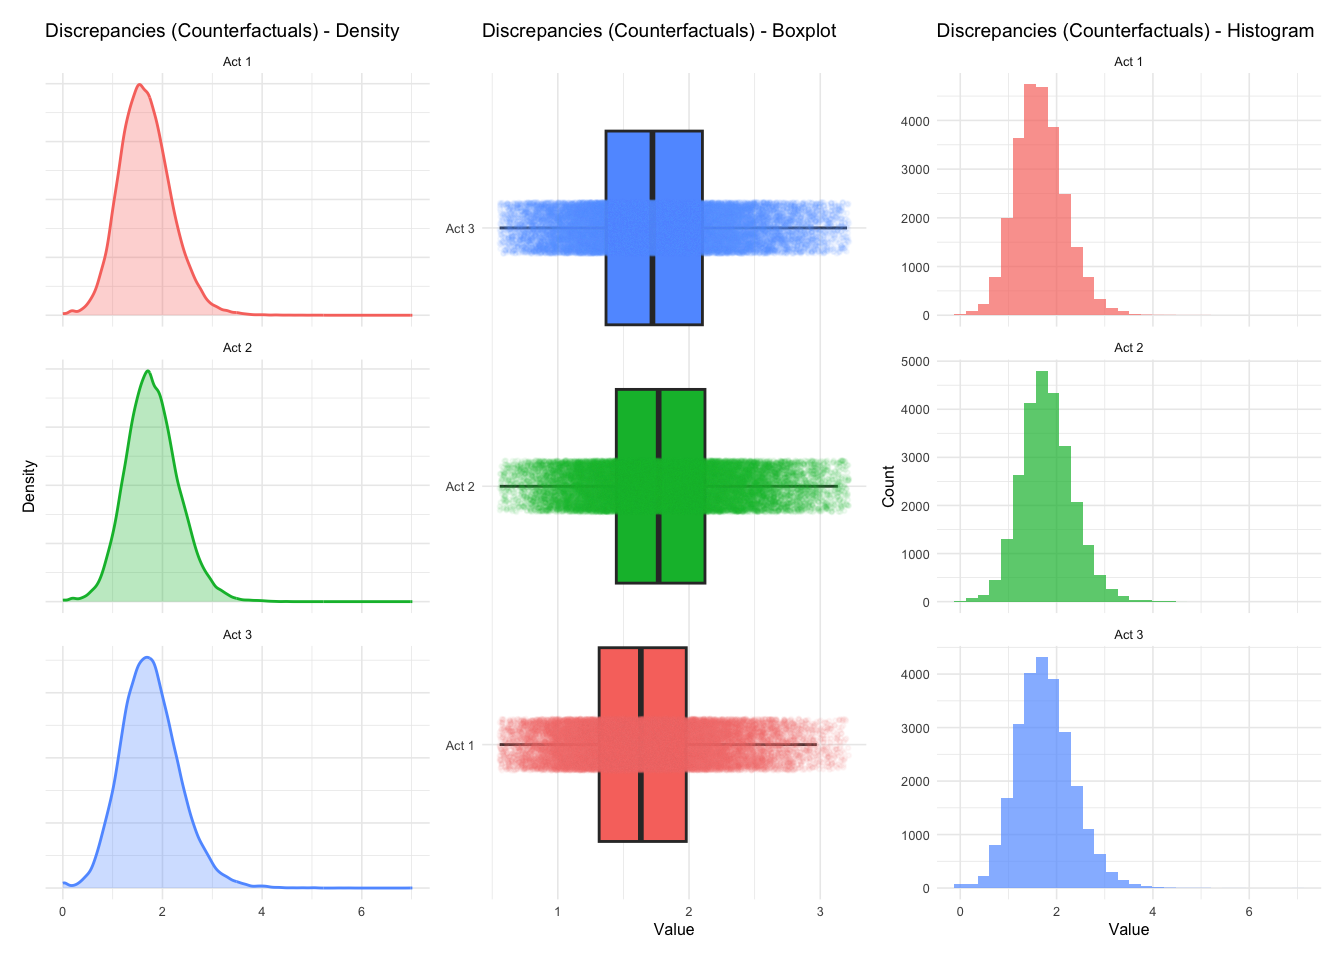 Discrepancies (Counterfactuals) - Density
Act 1
Act 2
Act 3
Density
0 2 4 6
Discrepancies (Counterfactuals) - Boxplot
Act 3
Act 2
Act 1
1 2 3
Value
Discrepancies (Counterfactuals) - Histogram
Act 1
4000
3000
2000
1000
0
Act 2
5000
4000
3000
2000
1000
0
Act 3
4000
3000
2000
1000
0
Count
0 2 4 6
Value